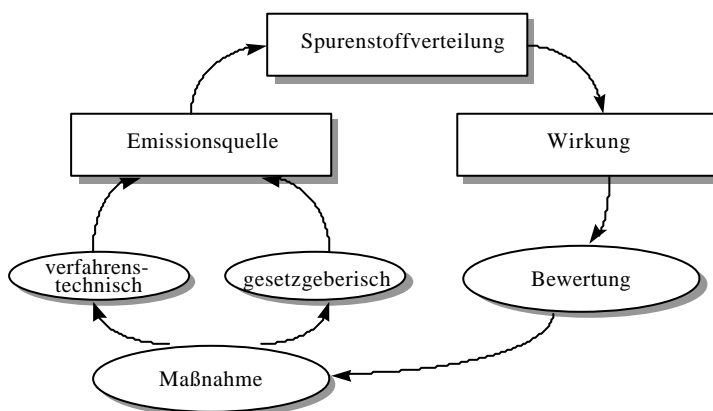 Spurenstoffverteilung
Emissionsquelle
Wirkung
verfahrens-
technisch
gesetzgeberisch
Bewertung
Maßnahme